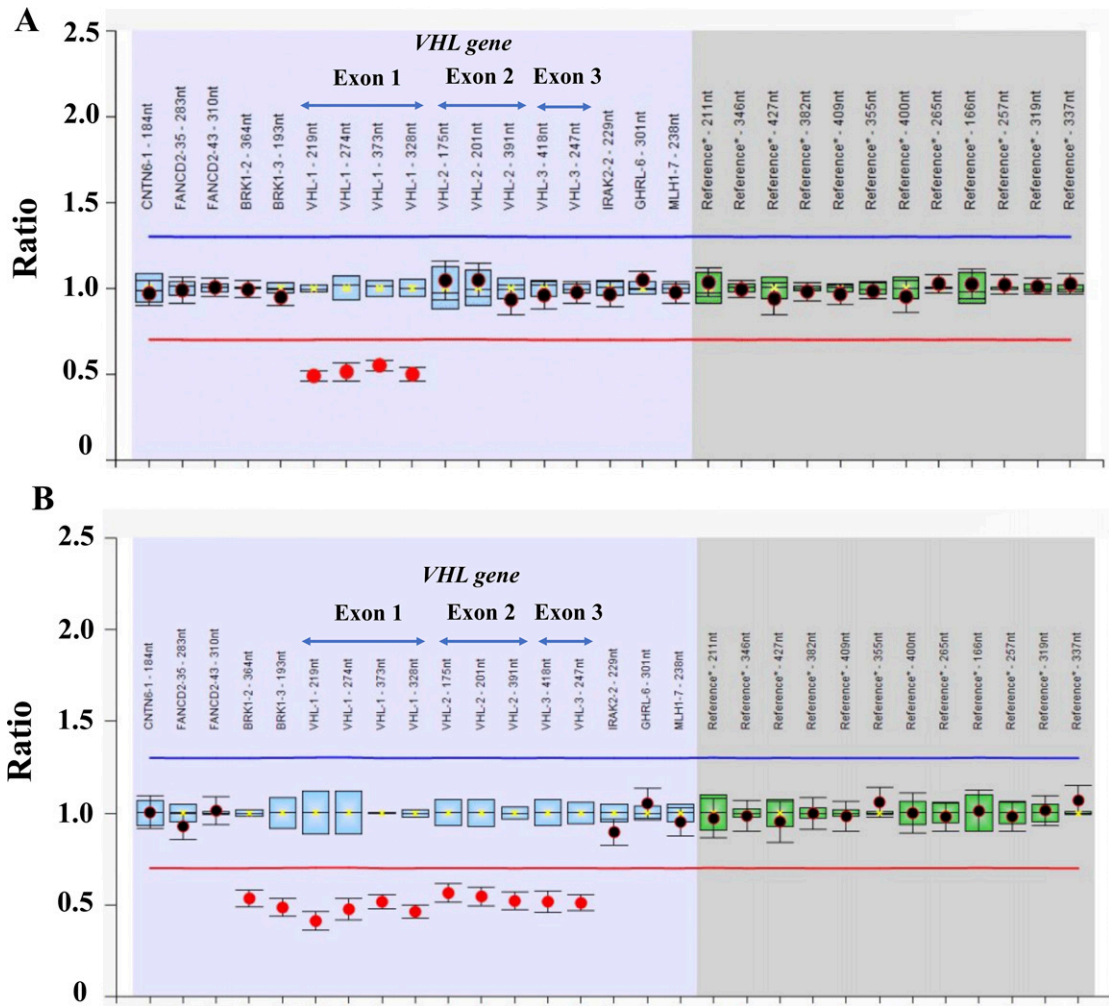 A
2.5
2.0
1.5
1.0
0.5
0
Ratio
VHL gene
Exon 1
Exon 2
Exon 3
CNTN6-1 - 184nt
FANCD2-35 - 283nt
FANCD2-43 - 310nt
BRK1-2 - 364nt
BRK1-3 - 193nt
VHL-1 - 219nt
VHL-1 - 274nt
VHL-1 - 373nt
VHL-1 - 328nt
VHL-2 - 175nt
VHL-2 - 201nt
VHL-2 - 391nt
VHL-3 - 418nt
VHL-3 - 247nt
IRAK2-2 - 229nt
GHRL-6 - 301nt
MLH1-7 - 238nt
Reference* - 211nt
Reference* - 346nt
Reference* - 427nt
Reference* - 382nt
Reference* - 409nt
Reference* - 355nt
Reference* - 400nt
Reference* - 265nt
Reference* - 166nt
Reference* - 257nt
Reference* - 319nt
Reference* - 337nt
B
2.5
2.0
1.5
1.0
0.5
0
Ratio
VHL gene
Exon 1
Exon 2
Exon 3
CNTN6-1 - 184nt
FANCD2-35 - 283nt
FANCD2-43 - 310nt
BRK1-2 - 364nt
BRK1-3 - 193nt
VHL-1 - 219nt
VHL-1 - 274nt
VHL-1 - 373nt
VHL-1 - 328nt
VHL-2 - 175nt
VHL-2 - 201nt
VHL-2 - 391nt
VHL-3 - 418nt
VHL-3 - 247nt
IRAK2-2 - 229nt
GHRL-6 - 301nt
MLH1-7 - 238nt
Reference* - 211nt
Reference* - 346nt
Reference* - 427nt
Reference* - 382nt
Reference* - 409nt
Reference* - 355nt
Reference* - 400nt
Reference* - 265nt
Reference* - 166nt
Reference* - 257nt
Reference* - 319nt
Reference* - 337nt